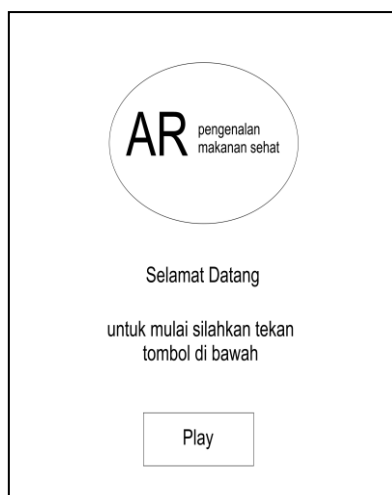 AR pengenalan
makanan sehat
Selamat Datang
untuk mulai silahkan tekan
tombol di bawah
Play